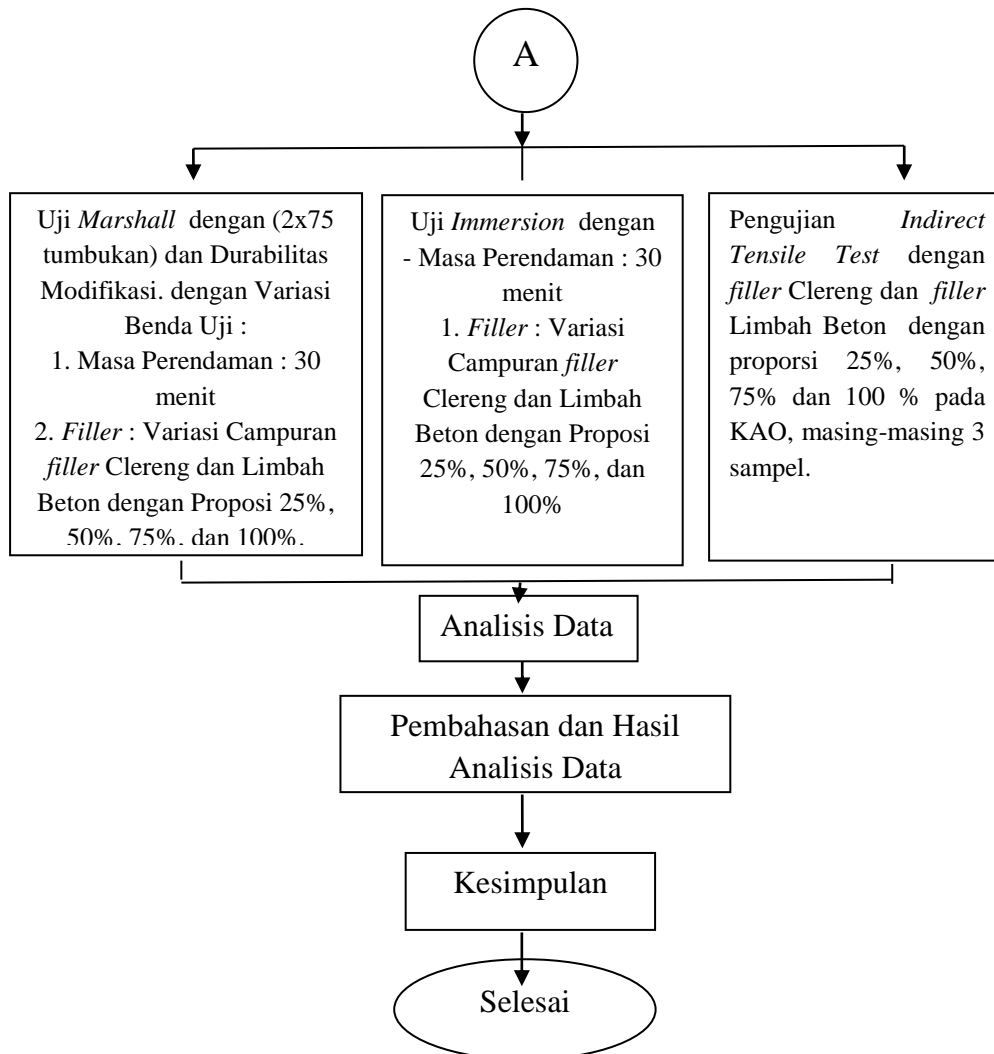 A
Uji Marshall dengan (2x75
tumbukan) dan Durabilitas
Modifikasi. dengan Variasi
Benda Uji :
1. Masa Perendaman : 30
menit
2. Filler : Variasi Campuran
filler Clereng dan Limbah
Beton dengan Proposi 25%,
50%, 75%, dan 100%.
Uji Immersion dengan
- Masa Perendaman : 30
menit
1. Filler : Variasi
Campuran filler
Clereng dan Limbah
Beton dengan Proposi
25%, 50%, 75%, dan
100%
Pengujian Indirect
Tensile Test dengan
filler Clereng dan filler
Limbah Beton dengan
proporsi 25%, 50%,
75% dan 100 % pada
KAO, masing-masing 3
sampel.
Analisis Data
Pembahasan dan Hasil
Analisis Data
Kesimpulan
Selesai